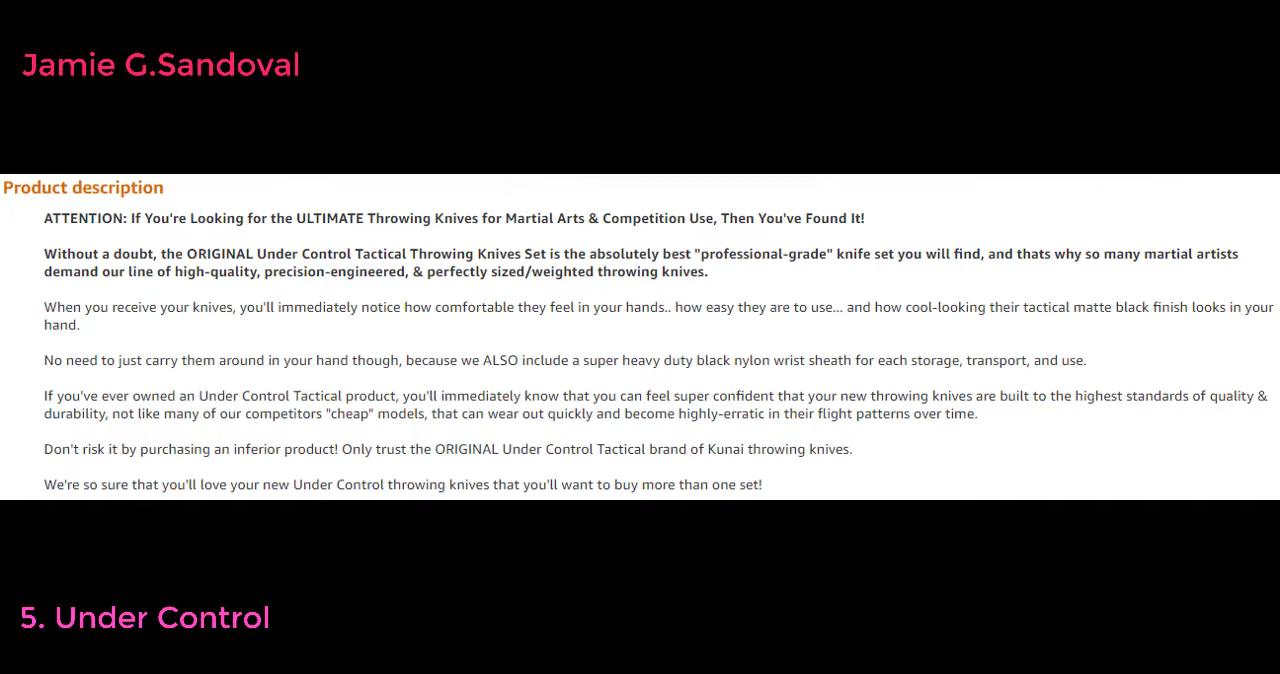 Jamie G.Sandoval
Product description
ATTENTION: If You're Looking for the ULTIMATE Throwing Knives for Martial Arts & Competition Use, Then You've Found It!
Without a doubt, the ORIGINAL Under Control Tactical Throwing Knives Set is the absolutely best "professional-grade" knife set you will find, and thats why so many martial artists
demand our line of high-quality, precision-engineered, & perfectly sized/weighted throwing knives.
When you receive your knives, you'll immediately notice how comfortable they feel in your hands.. how easy they are to use... and how cool-looking their tactical matte black finish looks in your
hand.
No need to just carry them around in your hand though, because we ALSO include a super heavy duty black nylon wrist sheath for each storage, transport, and use.
If you've ever owned an Under Control Tactical product, you'll immediately know that you can feel super confident that your new throwing knives are built to the highest standards of quality &
durability, not like many of our competitors "cheap" models, that can wear out quickly and become highly-erratic in their flight patterns over time.
Don't risk it by purchasing an inferior product! Only trust the ORIGINAL Under Control Tactical brand of Kunai throwing knives.
We're so sure that you'll love your new Under Control throwing knives that you'll want to buy more than one set!
5. Under Control